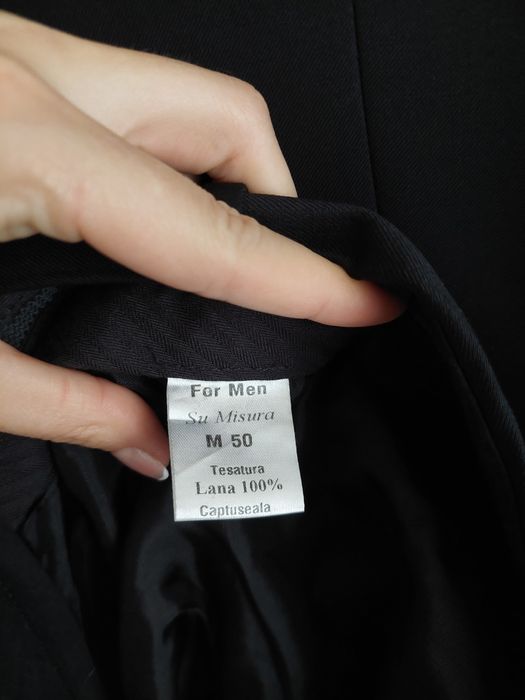 For Men
Su Misura
M 50
Tesatura
Lana 100%
Captuseala